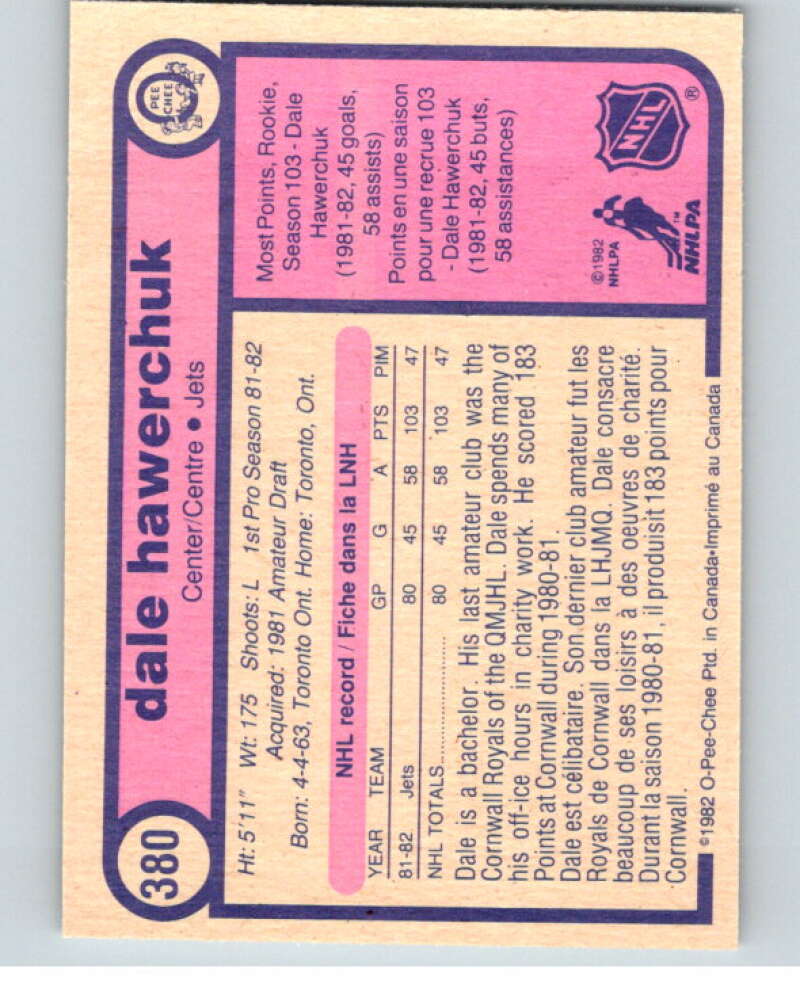 380
dale hawerchuk
Center/Centre • Jets
PEE
CHEE
Ht: 5'11" Wt: 175 Shoots: L 1st Pro Season 81-82
Acquired: 1981 Amateur Draft
Born: 4-4-63, Toronto Ont. Home: Toronto, Ont.
NHL record / Fiche dans la LNH
YEAR TEAM GP G A PTS PIM
81-82 Jets 80 45 58 103 47
NHL TOTALS.................... 80 45 58 103 47
Dale is a bachelor. His last amateur club was the
Cornwall Royals of the QMJHL. Dale spends many of
his off-ice hours in charity work. He scored 183
Points at Cornwall during 1980-81.
Dale est célibataire. Son dernier club amateur fut les
Royals de Cornwall dans la LHJMQ. Dale consacre
beaucoup de ses loisirs à des oeuvres de charité.
Durant la saison 1980-81, il produisit 183 points pour
Cornwall.
©1982 O-Pee-Chee Ptd. in Canada•Imprimé au Canada
Most Points, Rookie,
Season 103 - Dale
Hawerchuk
(1981-82, 45 goals,
58 assists)
Points en une saison
pour une recrue 103
- Dale Hawerchuk
(1981-82, 45 buts,
58 assistances)
©1982
NHLPA
NHLPA™
NHL®